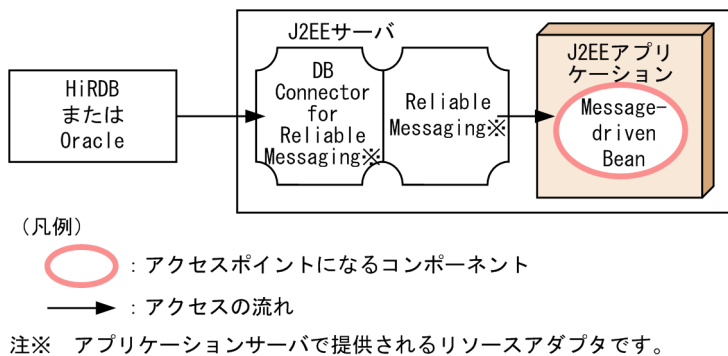 J2EEサーバ
HiRDB
または
Oracle
DB
Connector
for
Reliable
Messaging※
Reliable
Messaging※
J2EEアプリ
ケーション
Message-
driven
Bean
（凡例）
：アクセスポイントになるコンポーネント
：アクセスの流れ
注※　アプリケーションサーバで提供されるリソースアダプタです。